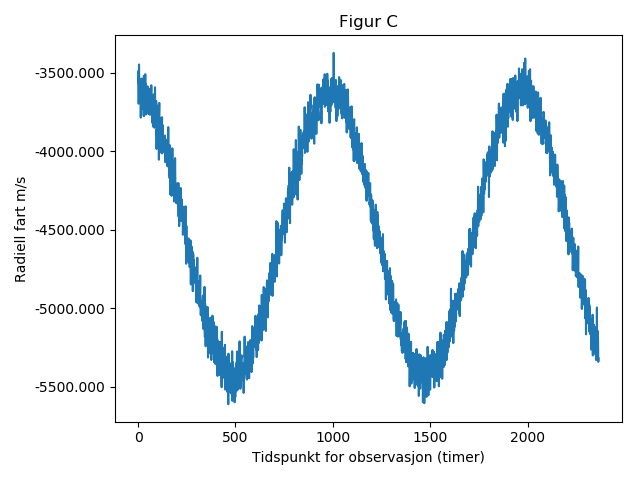 Figur C
Radiell fart m/s
-3500.000
-4000.000
-4500.000
-5000.000
-5500.000
0 500 1000 1500 2000
Tidspunkt for observasjon (timer)